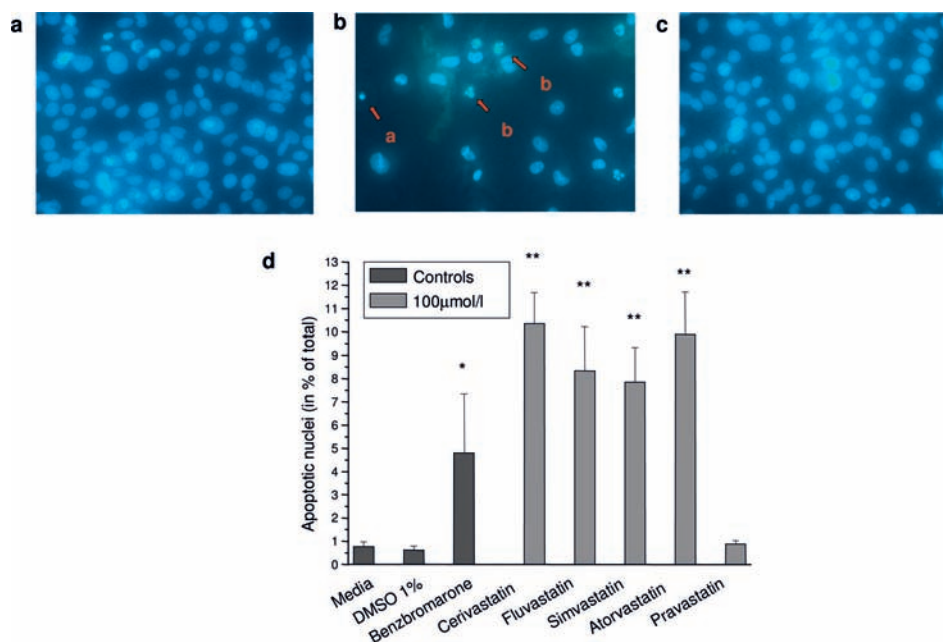 a
b
c
a
b
b
d
**
**
**
**
*
Controls
100μmol/l
Apoptotic nuclei (in % of total)
13
12
11
10
9
8
7
6
5
4
3
2
1
0
Media
DMSO 1%
Benzbromarone
Cerivastatin
Fluvastatin
Simvastatin
Atorvastatin
Pravastatin